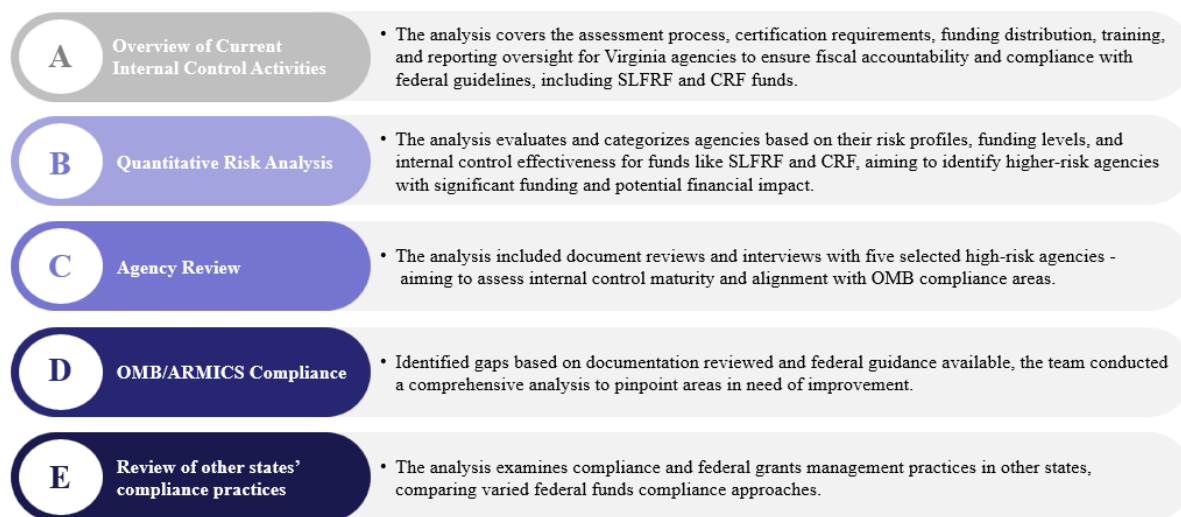 A
Overview of Current
Internal Control Activities
• The analysis covers the assessment process, certification requirements, funding distribution, training,
and reporting oversight for Virginia agencies to ensure fiscal accountability and compliance with
federal guidelines, including SLFRF and CRF funds.
B
Quantitative Risk Analysis
• The analysis evaluates and categorizes agencies based on their risk profiles, funding levels, and
internal control effectiveness for funds like SLFRF and CRF, aiming to identify higher-risk agencies
with significant funding and potential financial impact.
C
Agency Review
• The analysis included document reviews and interviews with five selected high-risk agencies -
aiming to assess internal control maturity and alignment with OMB compliance areas.
D
OMB/ARMICS Compliance
• Identified gaps based on documentation reviewed and federal guidance available, the team conducted
a comprehensive analysis to pinpoint areas in need of improvement.
E
Review of other states’
compliance practices
• The analysis examines compliance and federal grants management practices in other states,
comparing varied federal funds compliance approaches.